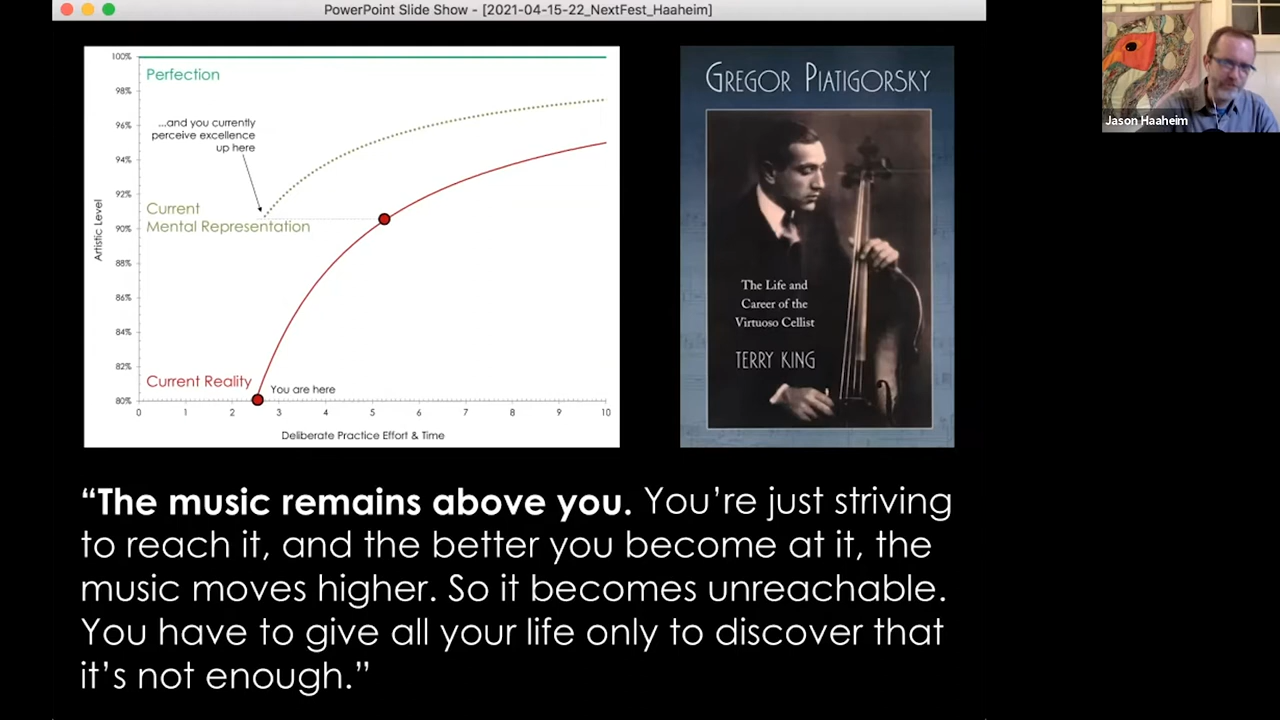 PowerPoint Slide Show - [2021-04-15-22_NextFest_Haaheim]
Jason Haaheim
100%
98%
96%
94%
92%
90%
88%
86%
84%
82%
80%
Artistic Level
Perfection
...and you currently
perceive excellence
up here
Current
Mental Representation
Current Reality
You are here
0 1 2 3 4 5 6 7 8 9 10
Deliberate Practice Effort & Time
GREGOR PIATIGORSKY
The Life and
Career of the
Virtuoso Cellist
TERRY KING
“The music remains above you. You’re just striving
to reach it, and the better you become at it, the
music moves higher. So it becomes unreachable.
You have to give all your life only to discover that
it’s not enough.”